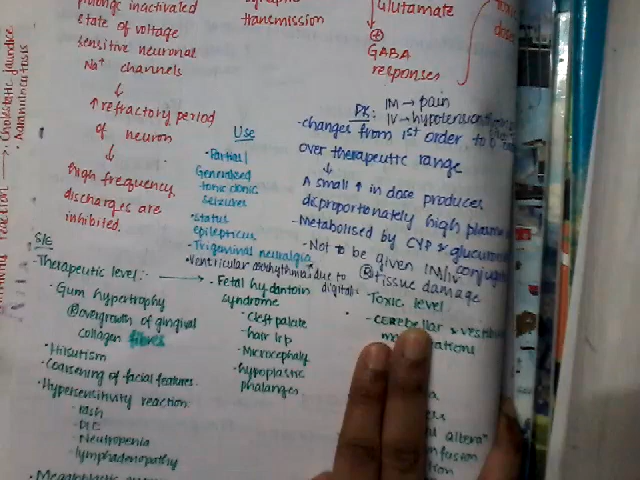 prolongs inactivated
state of voltage
sensitive neuronal
Na+ channels
↓
↑refractory period
of neuron
↓
high frequency
discharges are
inhibited.
transmission
Glutamate
⊕
GABA
responses
dose
Use
- Partial
Generalized
tonic clonic
seizures
- status
epilepticus
- Trigeminal neuralgia
• Ventricular arrhythmias due to digitalis
PK: IM → pain
IV → hypotension
- changes from 1st order to 0
over therapeutic range
↓
A small ↑ in dose produces
disproportionately high plasma
- Metabolised by CYP & glucuronide
conjugation
- Not to be given IM/IV
tissue damage
S/E
- Therapeutic level:- →
- Gum hypertrophy
overgrowth of gingival
collagen fibres
• Hirsutism
• Coarsening of facial features.
• Hypersensitivity reaction:
- rash
- DLE
- Neutropenia
- lymphadenopathy
- Megaloblastic
- Fetal hydantoin
syndrome
- cleft palate
- hair lip
- Microcephaly
- hypoplastic
phalanges
Toxic level:
- cerebellar & vestibular
reaction → Cholestatic jaundice